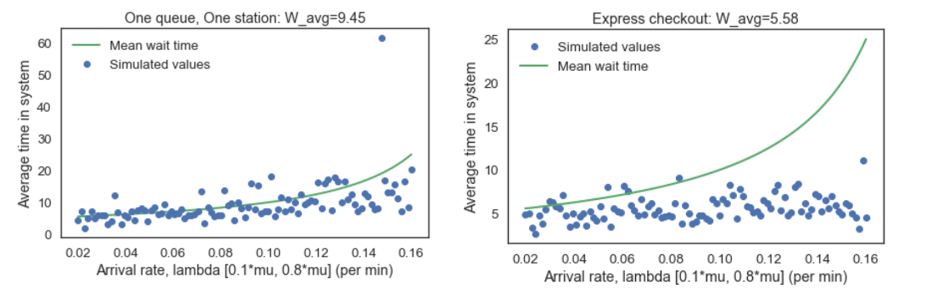 One queue, One station: W_avg=9.45
Average time in system
60
50
40
30
20
10
0
Mean wait time
Simulated values
0.02 0.04 0.06 0.08 0.10 0.12 0.14 0.16
Arrival rate, lambda [0.1*mu, 0.8*mu] (per min)
Express checkout: W_avg=5.58
Average time in system
25
20
15
10
5
Simulated values
Mean wait time
0.02 0.04 0.06 0.08 0.10 0.12 0.14 0.16
Arrival rate, lambda [0.1*mu, 0.8*mu] (per min)